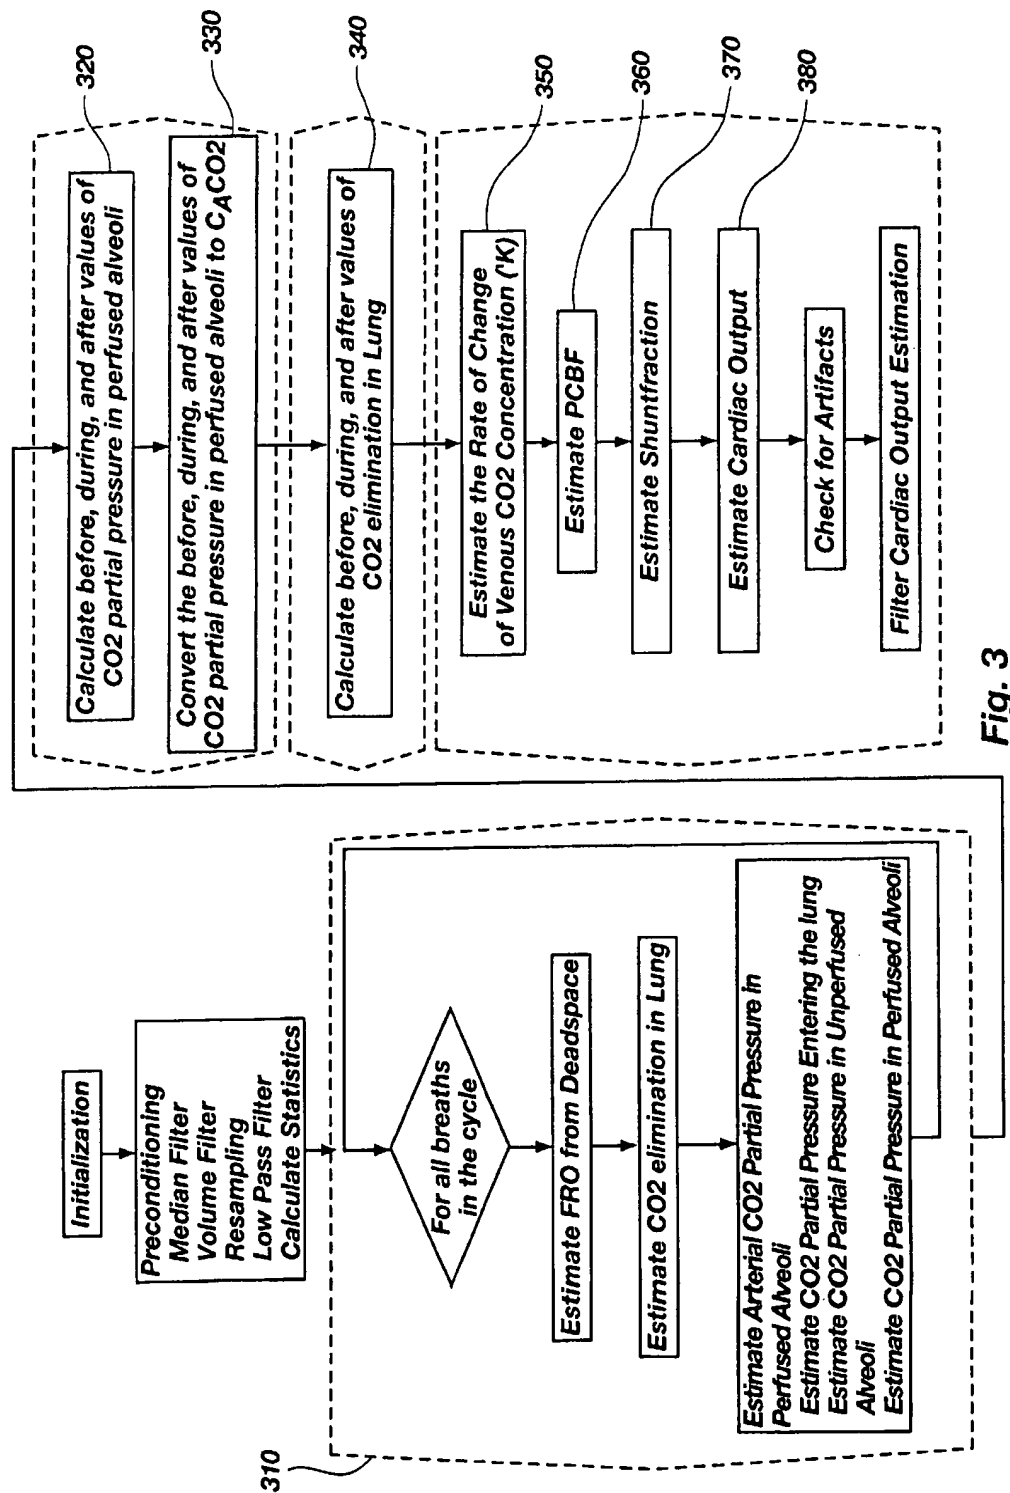 Initialization
Preconditioning
Median Filter
Volume Filter
Resampling
Low Pass Filter
Calculate Statistics
310
For all breaths
in the cycle
Estimate FRO from Deadspace
Estimate CO2 elimination in Lung
Estimate Arterial CO2 Partial Pressure in
Perfused Alveoli
Estimate CO2 Partial Pressure Entering the lung
Estimate CO2 Partial Pressure in Unperfused
Alveoli
Estimate CO2 Partial Pressure in Perfused Alveoli
Calculate before, during, and after values of
CO2 partial pressure in perfused alveoli
320
Convert the before, during, and after values of
CO2 partial pressure in perfused alveoli to CACO2
330
Calculate before, during, and after values of
CO2 elimination in Lung
340
Estimate the Rate of Change
of Venous CO2 Concentration ('K)
350
Estimate PCBF
360
Estimate Shuntfraction
370
Estimate Cardiac Output
380
Check for Artifacts
Filter Cardiac Output Estimation
Fig. 3